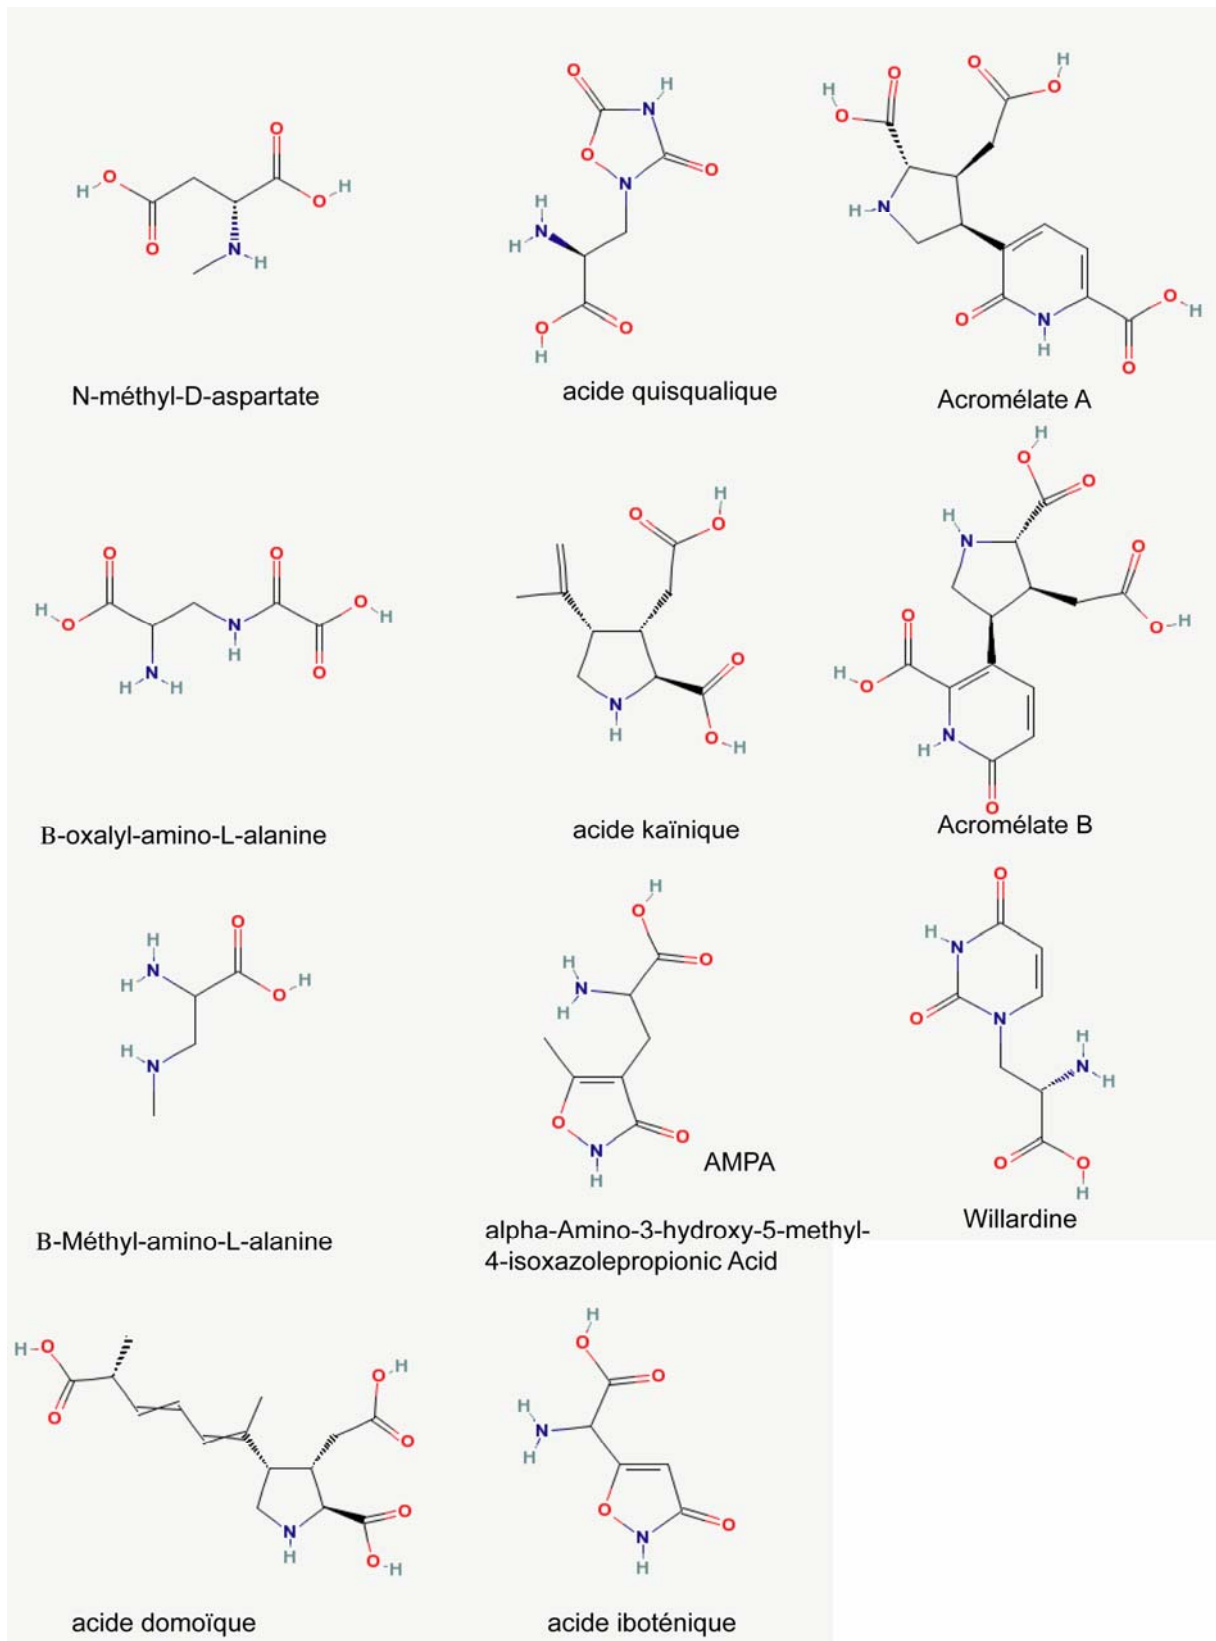 N-méthyl-D-aspartate
acide quisqualique
Acromélate A
B-oxalyl-amino-L-alanine
acide kaïnique
Acromélate B
B-Méthyl-amino-L-alanine
AMPA
alpha-Amino-3-hydroxy-5-methyl-
4-isoxazolepropionic Acid
Willardine
acide domoïque
acide iboténique